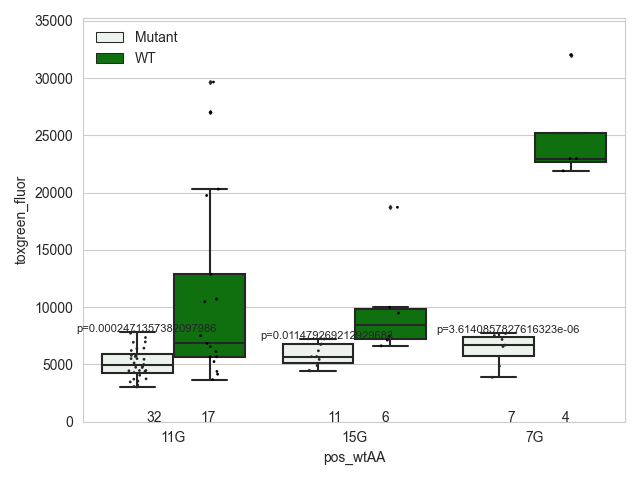 35000
Mutant
WT
30000
25000
20000
15000
10000
5000
0
toxgreen_fluor
p=0.0002471357382097986
p=0.011479269212929683
p=3.6140857827616323e-06
32 17 11 6 7 4
11G 15G 7G
pos_wtAA